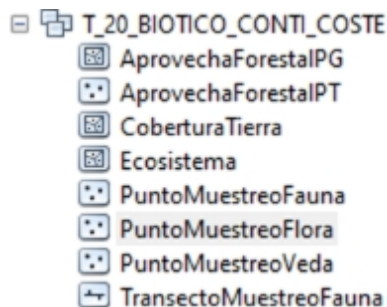 T_20_BIOTICO_CONTI_COSTE
AprovechaForestalPG
AprovechaForestalPT
CoberturaTierra
Ecosistema
PuntoMuestreoFauna
PuntoMuestreoFlora
PuntoMuestreoVeda
TransectoMuestreoFauna